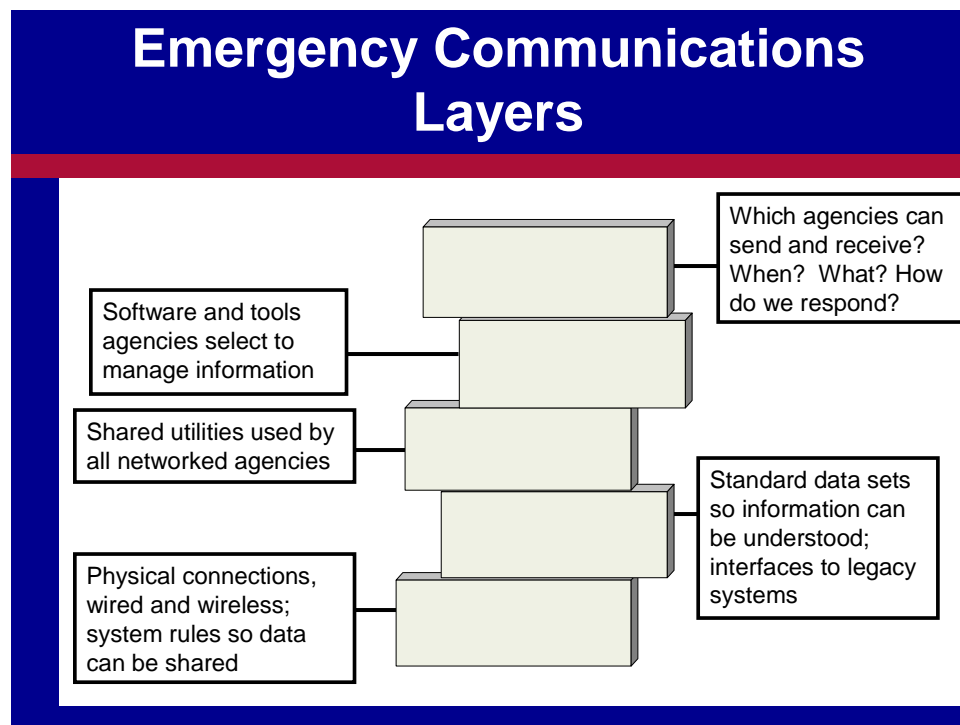 Emergency Communications
Layers
Which agencies can
send and receive?
When? What? How
do we respond?
Software and tools
agencies select to
manage information
Shared utilities used by
all networked agencies
Standard data sets
so information can
be understood;
interfaces to legacy
systems
Physical connections,
wired and wireless;
system rules so data
can be shared